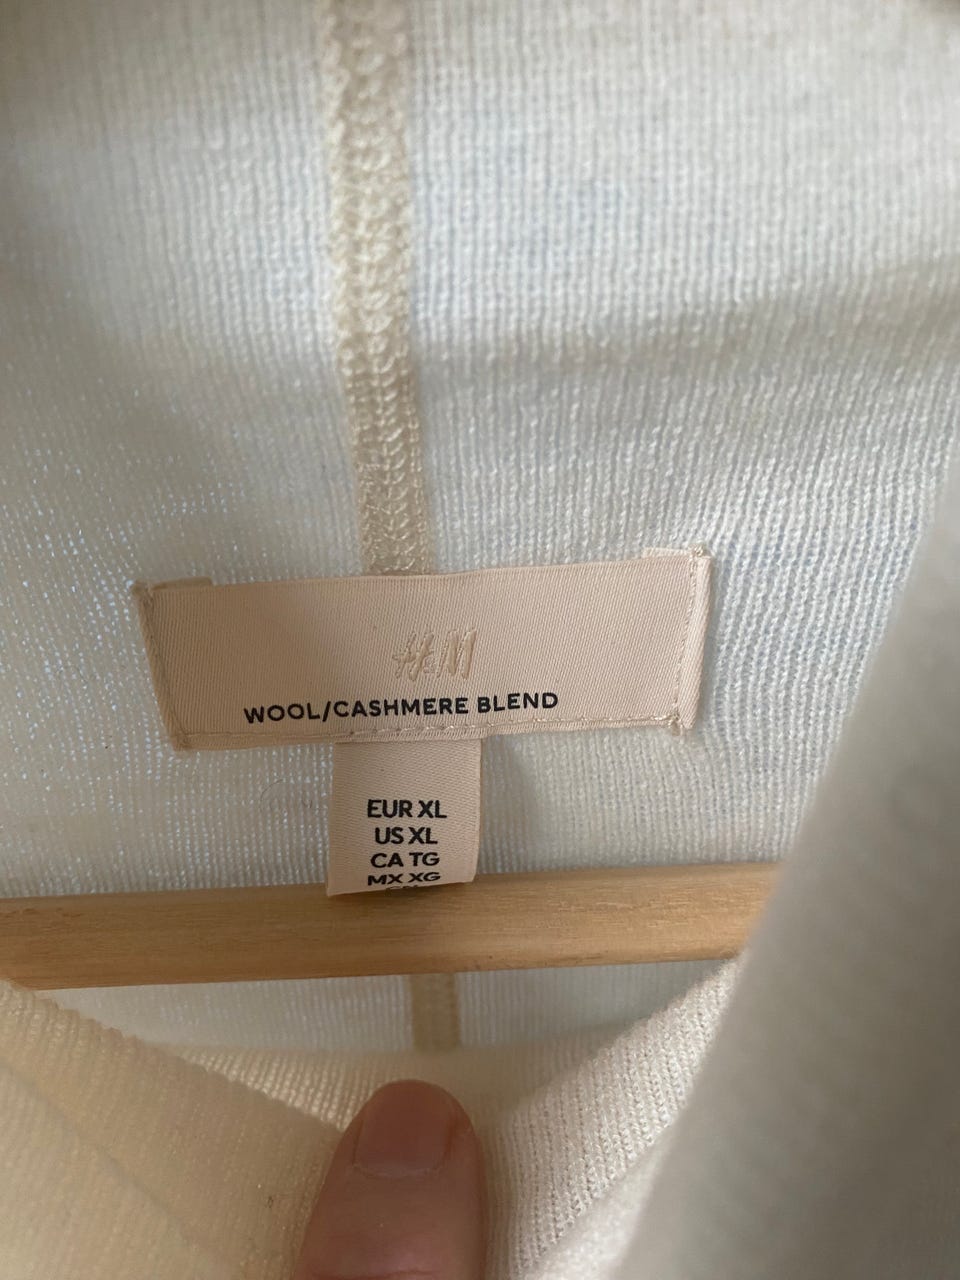 H&M
WOOL/CASHMERE BLEND
EUR XL
US XL
CA TG
MX XG